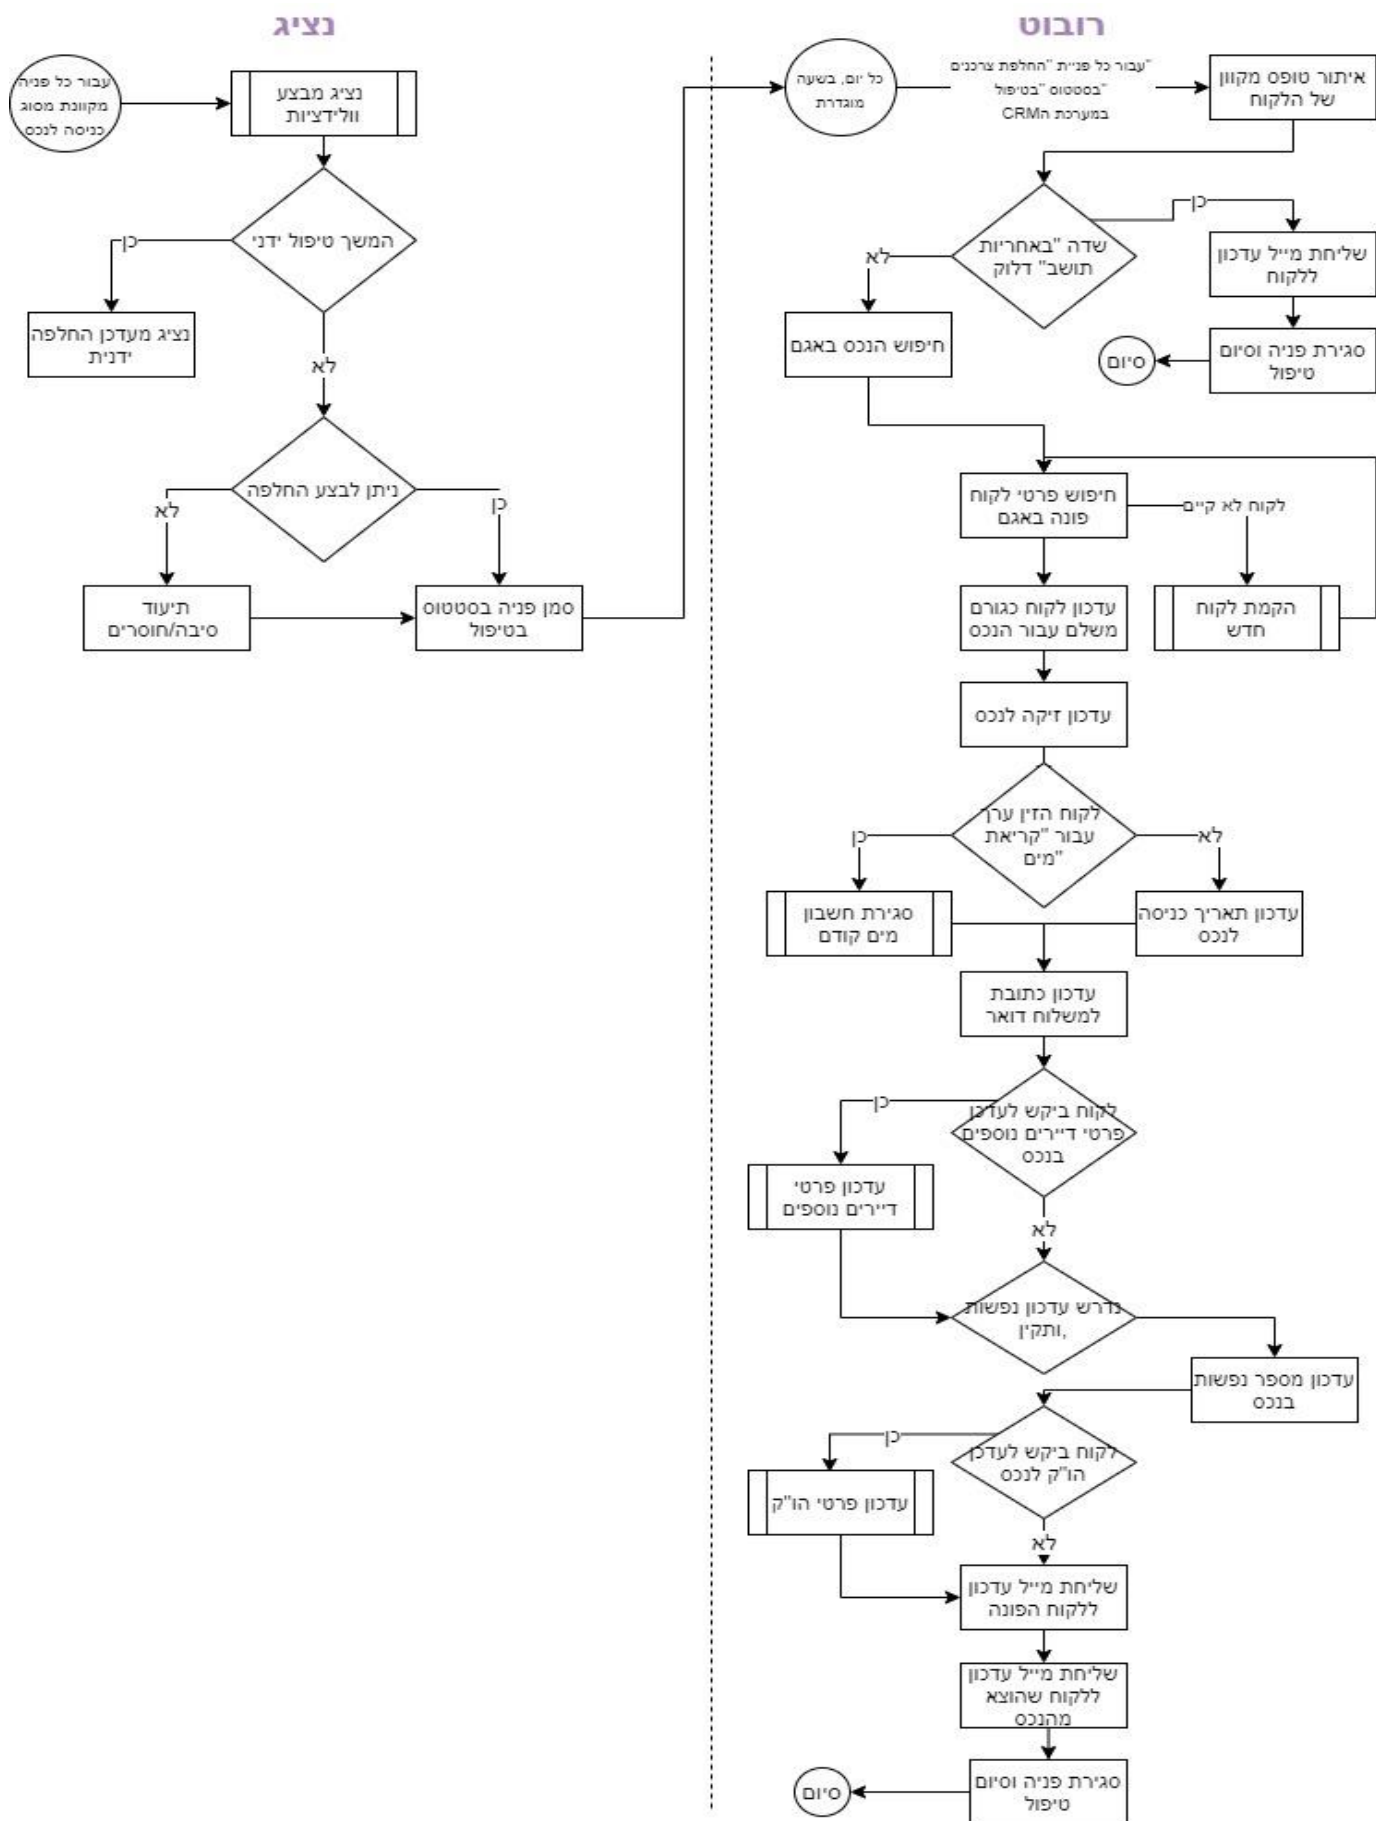 רובוט
נציג
כל יום, בשעה
מוגדרת
"עבור כל פניית "החלפת צרכנים
"בסטטוס "בטיפול
במערכת הCRM
איתור טופס מקוון
של הלקוח
שדה "באחריות
תושב" דלוק
כן
שליחת מייל עדכון
ללקוח
סגירת פניה וסיום
טיפול
סיום
לא
חיפוש הנכס באגם
חיפוש פרטי לקוח
פונה באגם
לקוח לא קיים
הקמת לקוח
חדש
עדכון לקוח כגורם
משלם עבור הנכס
עדכון זיקה לנכס
לקוח הזין ערך
עבור "קריאת
"מים
לא
עדכון תאריך כניסה
לנכס
כן
סגירת חשבון
מים קודם
עדכון כתובת
למשלוח דואר
לקוח ביקש לעדכן
פרטי דיירים נוספים
בנכס
כן
עדכון פרטי
דיירים נוספים
לא
נדרש עדכון נפשות
,ותקין
עדכון מספר נפשות
בנכס
לקוח ביקש לעדכן
הו"ק לנכס
כן
עדכון פרטי הו"ק
לא
שליחת מייל עדכון
ללקוח הפונה
שליחת מייל עדכון
ללקוח שהוצא
מהנכס
סגירת פניה וסיום
טיפול
סיום
עבור כל פניה
מקוונת מסוג
כניסה לנכס
נציג מבצע
וולידציות
המשך טיפול ידני
כן
נציג מעדכן החלפה
ידנית
לא
ניתן לבצע החלפה
כן
לא
סמן פניה בסטטוס
בטיפול
תיעוד
סיבה/חוסרים